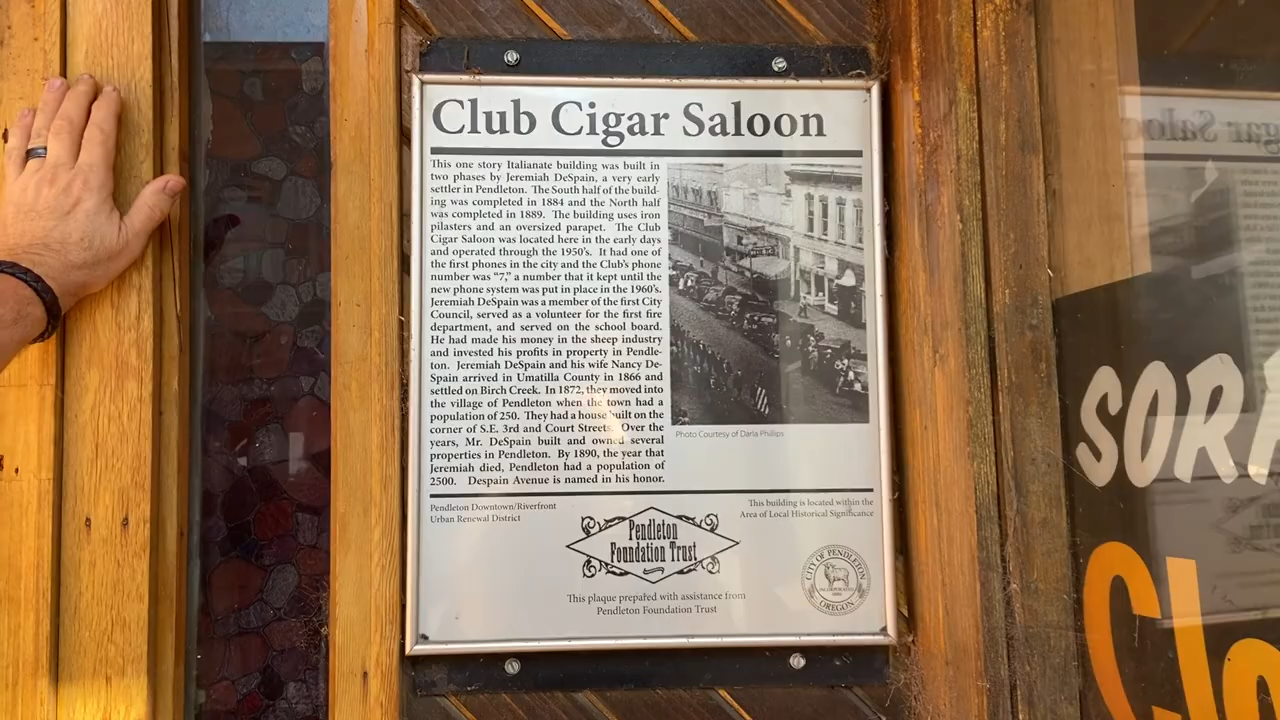 Club Cigar Saloon
This one story Italianate building was built in
two phases by Jeremiah DeSpain, a very early
settler in Pendleton. The South half of the build-
ing was completed in 1884 and the North half
was completed in 1889. The building uses iron
pilasters and an oversized parapet. The Club
Cigar Saloon was located here in the early days
and operated through the 1950's. It had one of
the first phones in the city and the Club's phone
number was "7," a number that it kept until the
new phone system was put in place in the 1960's.
Jeremiah DeSpain was a member of the first City
Council, served as a volunteer for the first fire
department, and served on the school board.
He had made his money in the sheep industry
and invested his profits in property in Pendle-
ton. Jeremiah DeSpain and his wife Nancy De-
Spain arrived in Umatilla County in 1866 and
settled on Birch Creek. In 1872, they moved into
the village of Pendleton when the town had a
population of 250. They had a house built on the
corner of S.E. 3rd and Court Streets. Over the
years, Mr. DeSpain built and owned several
properties in Pendleton. By 1890, the year that
Jeremiah died, Pendleton had a population of
2500. Despain Avenue is named in his honor.
Photo Courtesy of Darla Phillips
Pendleton Downtown/Riverfront
Urban Renewal District
This building is located within the
Area of Local Historical Significance
Pendleton
Foundation Trust
CITY OF PENDLETON
INCORPORATED
OREGON
This plaque prepared with assistance from
Pendleton Foundation Trust
SORR
Clo